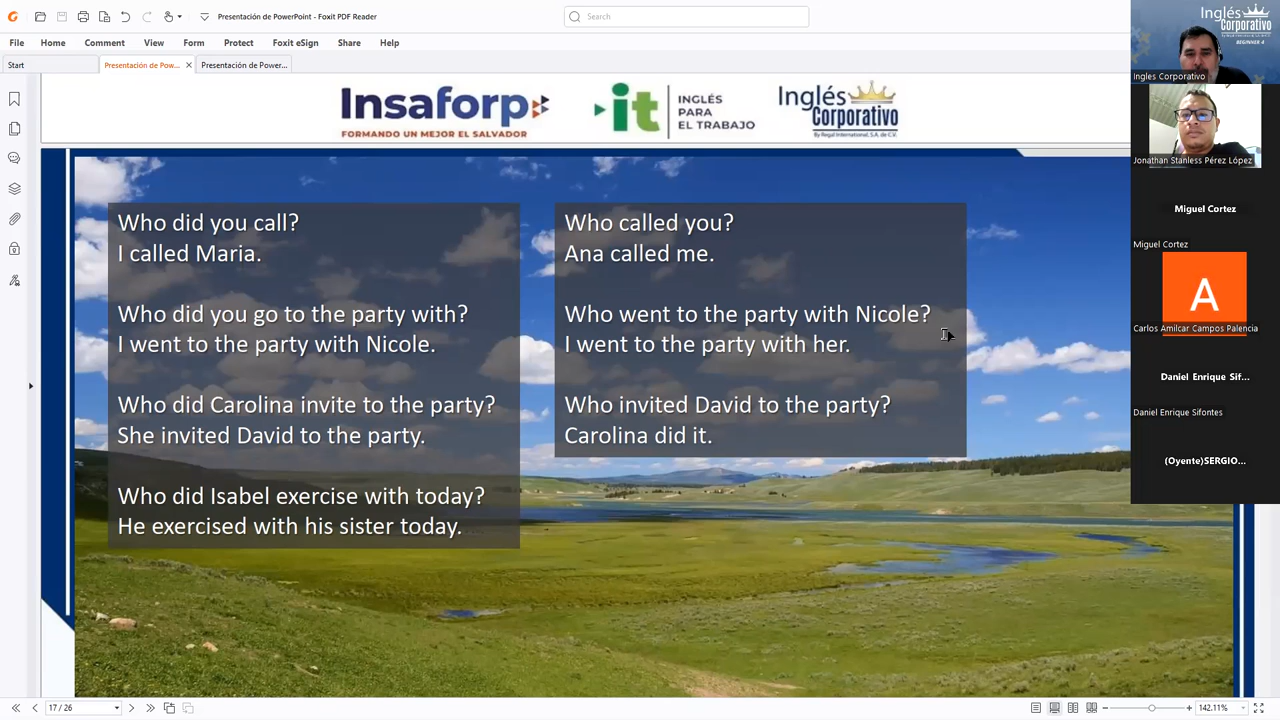 Presentación de PowerPoint - Foxit PDF Reader
Search
File Home Comment View Form Protect Foxit eSign Share Help
Start
Presentación de Pow...
Presentación de Power...
Insaforp
FORMANDO UN MEJOR EL SALVADOR
it
INGLÉS
PARA
EL TRABAJO
Inglés
Corporativo
By Regal International, S.A. de C.V.
Who did you call?
I called Maria.
Who did you go to the party with?
I went to the party with Nicole.
Who did Carolina invite to the party?
She invited David to the party.
Who did Isabel exercise with today?
He exercised with his sister today.
Who called you?
Ana called me.
Who went to the party with Nicole?
I went to the party with her.
Who invited David to the party?
Carolina did it.
Inglés
Corporativo
BEGINNER 4
Ingles Corporativo
Jonathan Stanless Pérez López
Miguel Cortez
Miguel Cortez
A
Carlos Amilcar Campos Palencia
Daniel Enrique Sif...
Daniel Enrique Sifontes
(Oyente)SERGIO...
17 / 26
142.11%